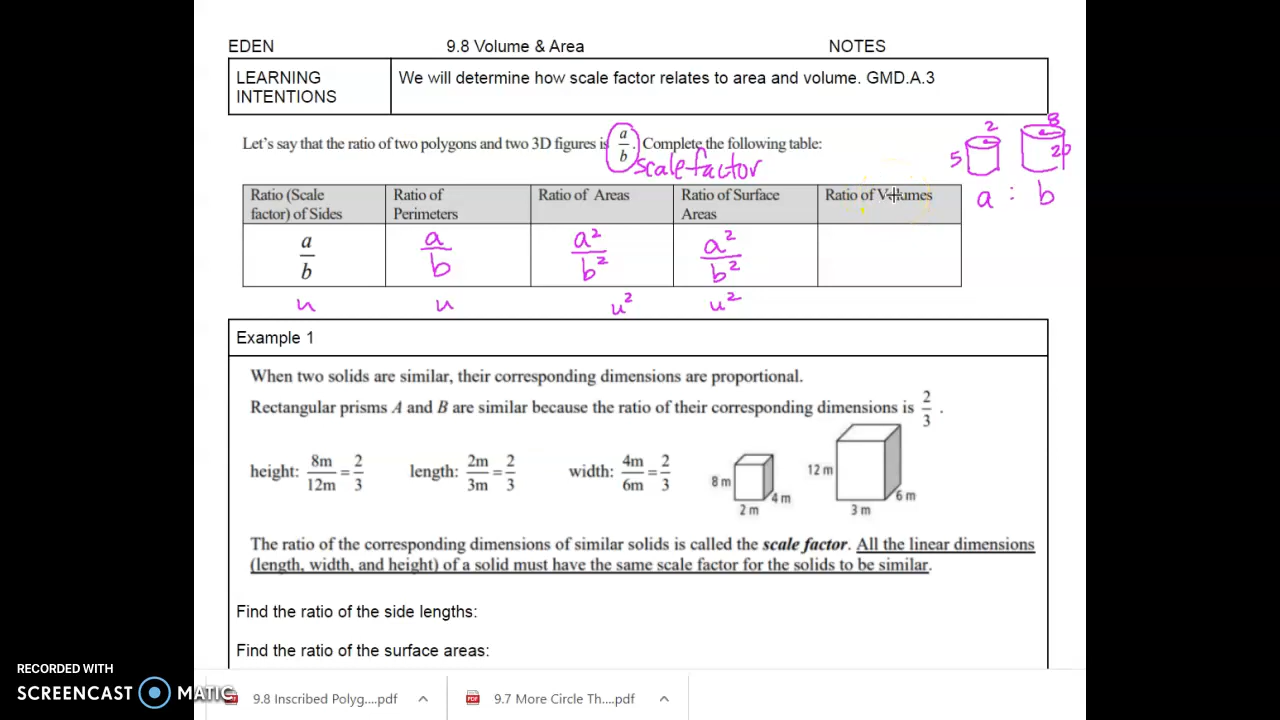 EDEN 9.8 Volume & Area NOTES
LEARNING INTENTIONS We will determine how scale factor relates to area and volume. GMD.A.3
Let's say that the ratio of two polygons and two 3D figures is a/b. Complete the following table:
scale factor
2 8
5 20
a : b
Ratio (Scale factor) of Sides Ratio of Perimeters Ratio of Areas Ratio of Surface Areas Ratio of Volumes
a/b a/b a²/b² a²/b²
u u u² u²
Example 1
When two solids are similar, their corresponding dimensions are proportional.
Rectangular prisms A and B are similar because the ratio of their corresponding dimensions is 2/3 .
height: 8m/12m = 2/3 length: 2m/3m = 2/3 width: 4m/6m = 2/3
8 m 4 m 2 m 12 m 6 m 3 m
The ratio of the corresponding dimensions of similar solids is called the scale factor. All the linear dimensions
(length, width, and height) of a solid must have the same scale factor for the solids to be similar.
Find the ratio of the side lengths:
Find the ratio of the surface areas:
RECORDED WITH
SCREENCAST MATIC
9.8 Inscribed Polyg....pdf 9.7 More Circle Th....pdf